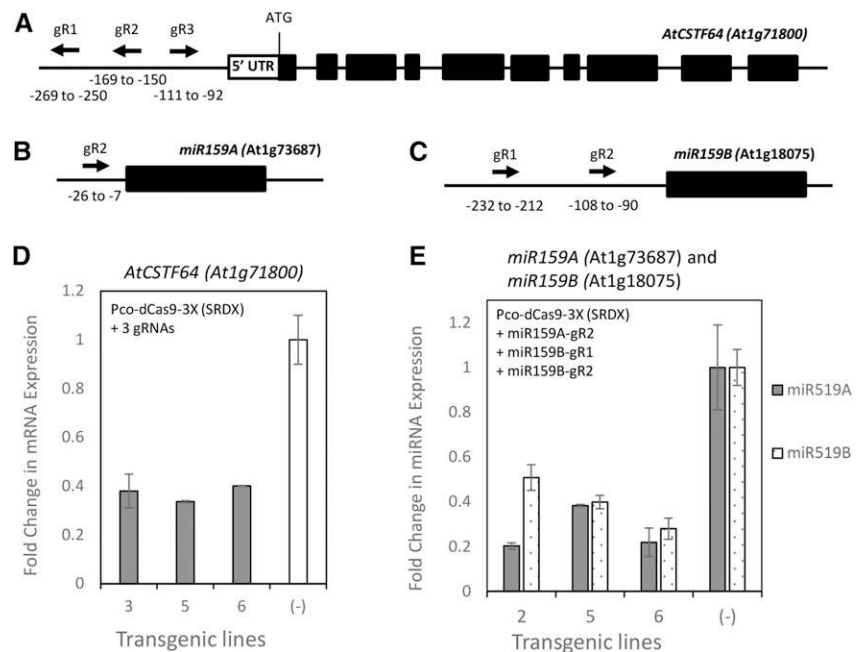 A
gR1
gR2
gR3
ATG
AtCSTF64 (At1g71800)
5' UTR
-169 to -150
-269 to -250
-111 to -92
B
gR2
miR159A (At1g73687)
-26 to -7
C
gR1
gR2
miR159B (At1g18075)
-232 to -212
-108 to -90
D
AtCSTF64 (At1g71800)
Pco-dCas9-3X (SRDX)
+ 3 gRNAs
Fold Change in mRNA Expression
1.2
1
0.8
0.6
0.4
0.2
0
3
5
6
(-)
Transgenic lines
E
miR159A (At1g73687) and
miR159B (At1g18075)
Pco-dCas9-3X (SRDX)
+ miR159A-gR2
+ miR159B-gR1
+ miR159B-gR2
Fold Change in miRNA Expression
1.2
1
0.8
0.6
0.4
0.2
0
2
5
6
(-)
Transgenic lines
miR519A
miR519B